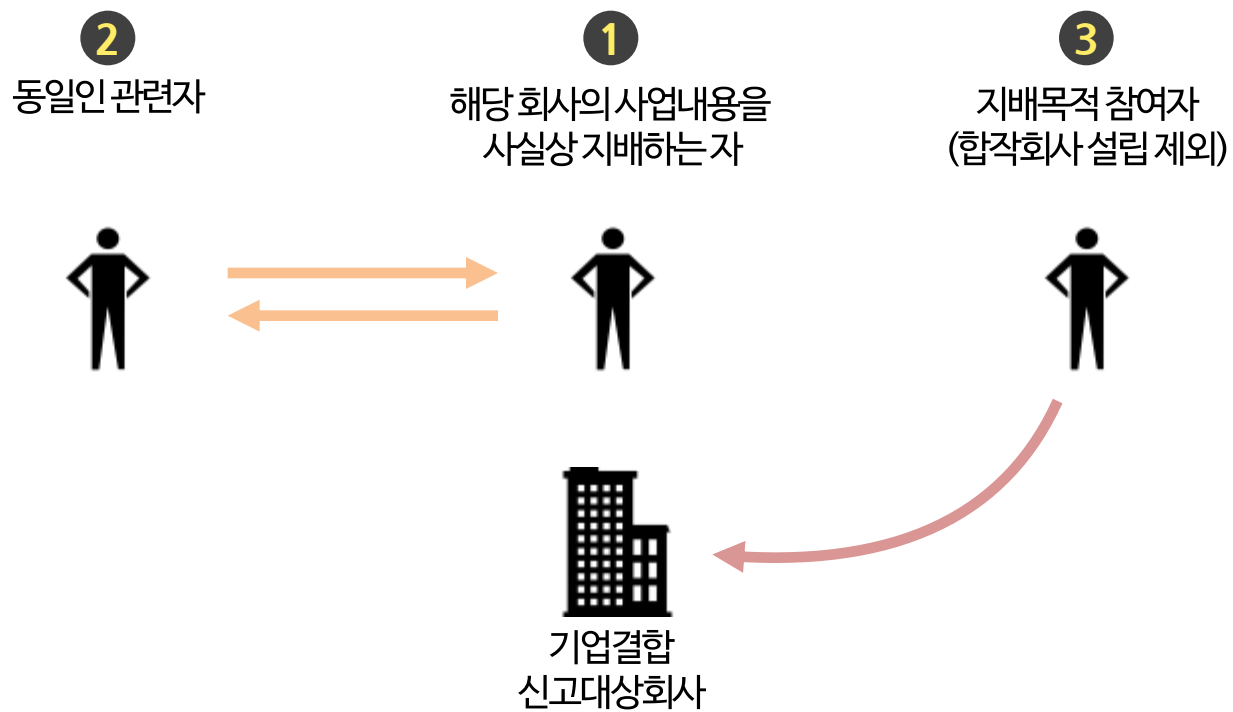 2
동일인 관련자
1
해당 회사의 사업내용을
사실상 지배하는 자
3
지배목적 참여자
(합작회사 설립 제외)
기업결합
신고대상회사